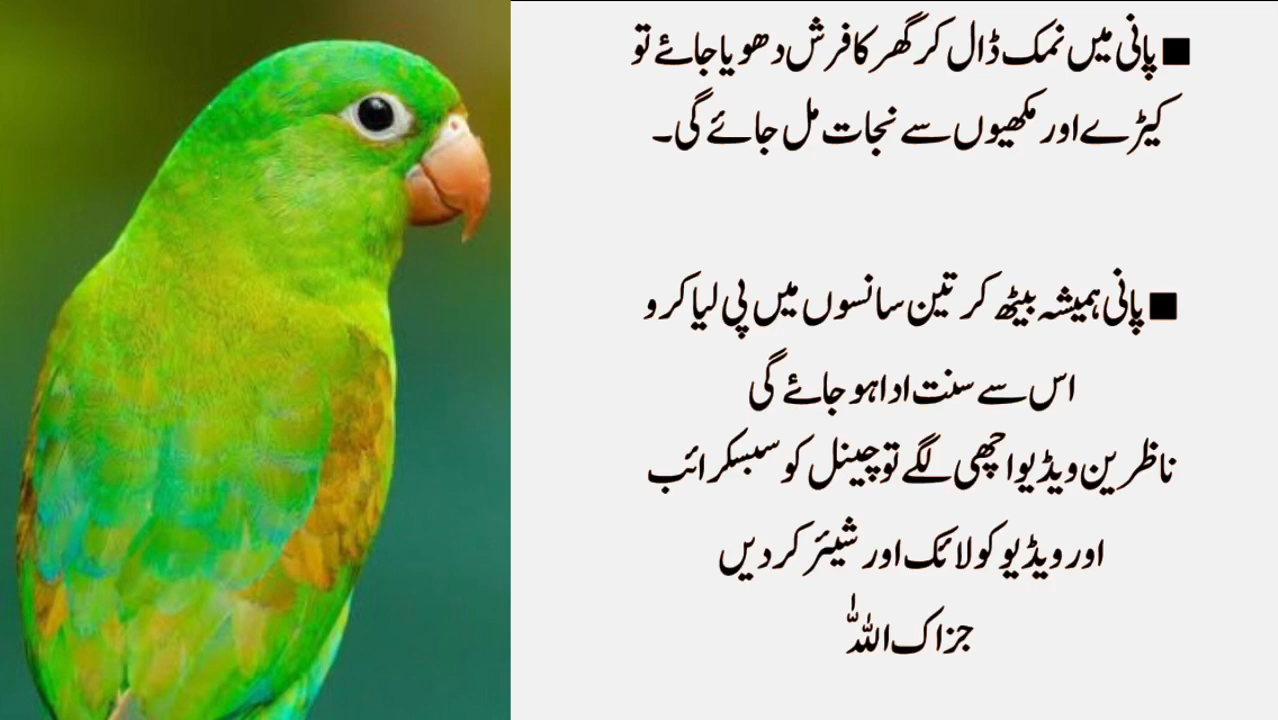 ■ پانی میں نمک ڈال کر گھر کا فرش دھویا جائے تو
کیڑے اور مکھیوں سے نجات مل جائے گی۔
■ پانی ہمیشہ بیٹھ کر تین سانسوں میں پی لیا کرو
اس سے سنت ادا ہو جائے گی
ناظرین ویڈیو اچھی لگے تو چینل کو سبسکرائب
اور ویڈیو کو لائک اور شیئر کر دیں
جزاک اللہ